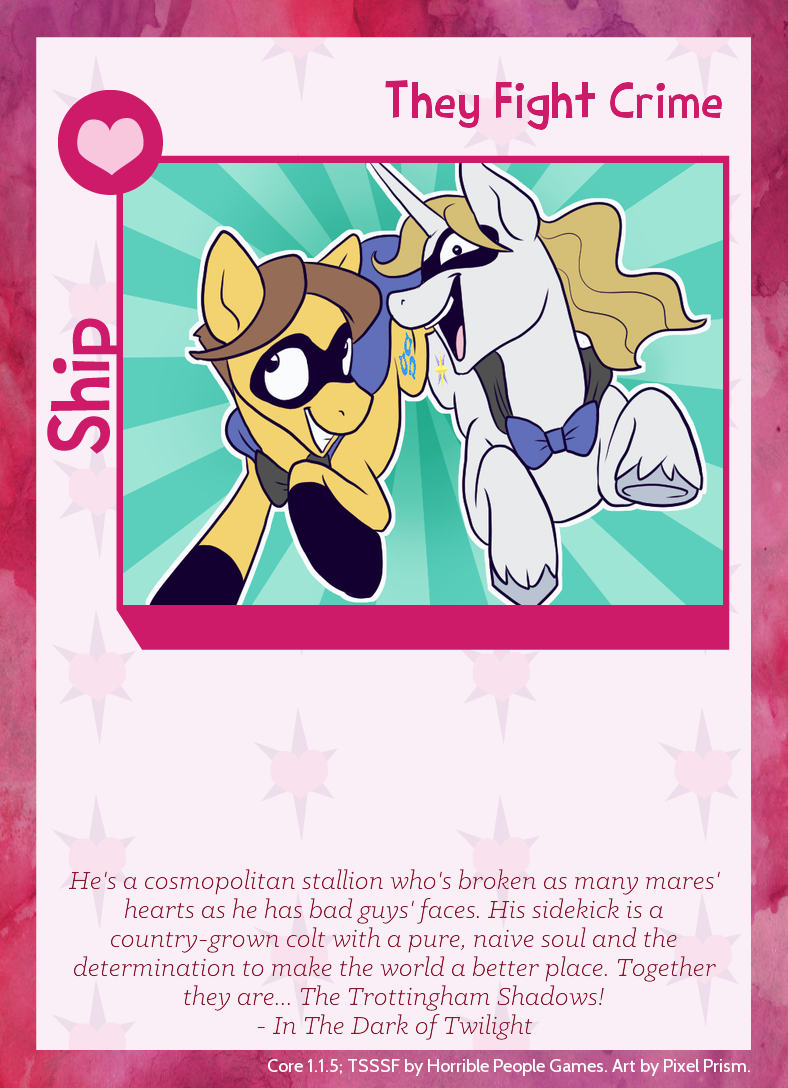 They Fight Crime
Ship
He's a cosmopolitan stallion who's broken as many mares'
hearts as he has bad guys' faces. His sidekick is a
country-grown colt with a pure, naive soul and the
determination to make the world a better place. Together
they are... The Trottingham Shadows!
- In The Dark of Twilight
Core 1.1.5; TSSSF by Horrible People Games. Art by Pixel Prism.